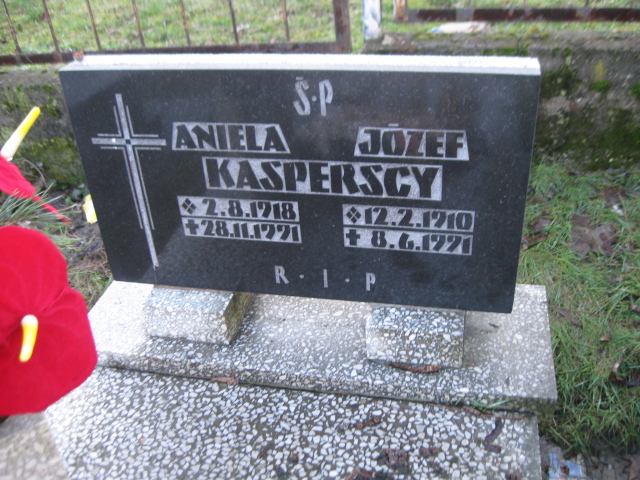 Ś.P
ANIELA JÓZEF
KASPERSCY
2.8.1918 12.2.1910
28.11.1991 8.6.1991
R.I.P